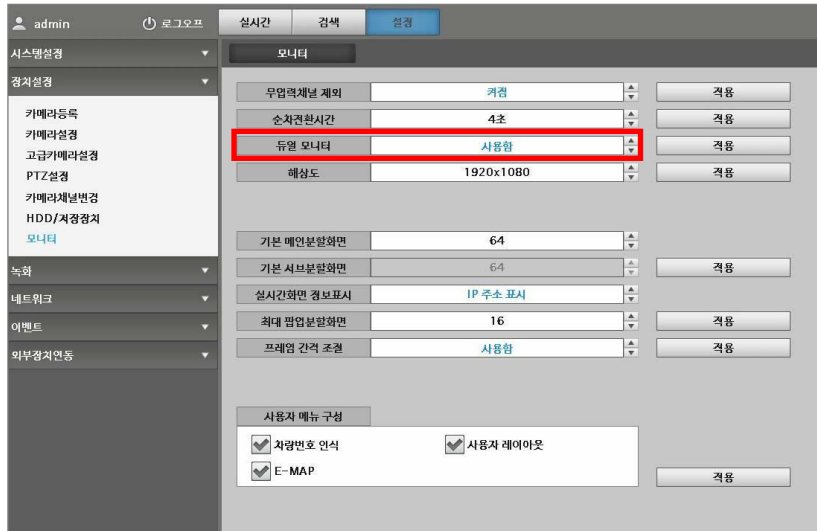 admin 로그오프 실시간 검색 설정
시스템설정 모니터
장치설정
무입력채널 제외 켜짐 적용
카메라등록
순차전환시간 4초 적용
카메라설정
듀얼 모니터 사용함 적용
고급카메라설정
해상도 1920x1080 적용
PTZ설정
카메라채널변경
HDD/저장장치
모니터
기본 메인분할화면 64
녹화
기본 서브분할화면 64 적용
네트워크
실시간화면 정보표시 IP 주소 표시
이벤트
최대 팝업분할화면 16 적용
외부장치연동
프레임 간격 조절 사용함 적용
사용자 메뉴 구성
차량번호 인식 사용자 레이아웃
E-MAP
적용